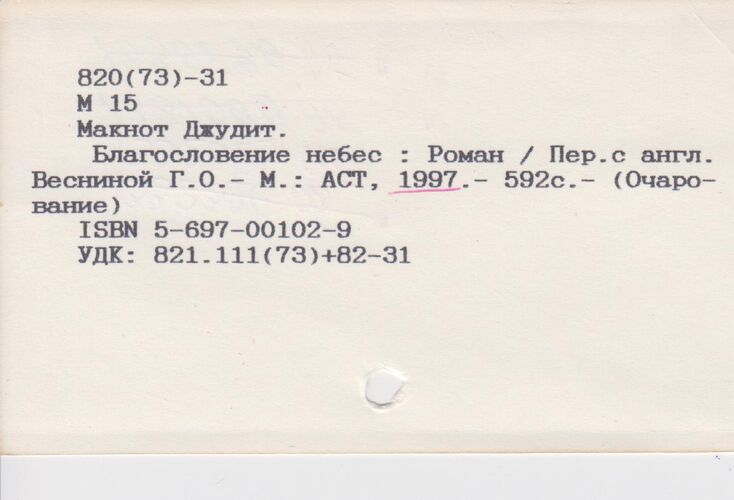 820(73)-31
М 15
Макнот Джудит.
Благословение небес : Роман / Пер.с англ.
Весниной Г.О.- М.: АСТ, 1997.- 592с.- (Очаро-
вание)
ISBN 5-697-00102-9
УДК: 821.111(73)+82-31